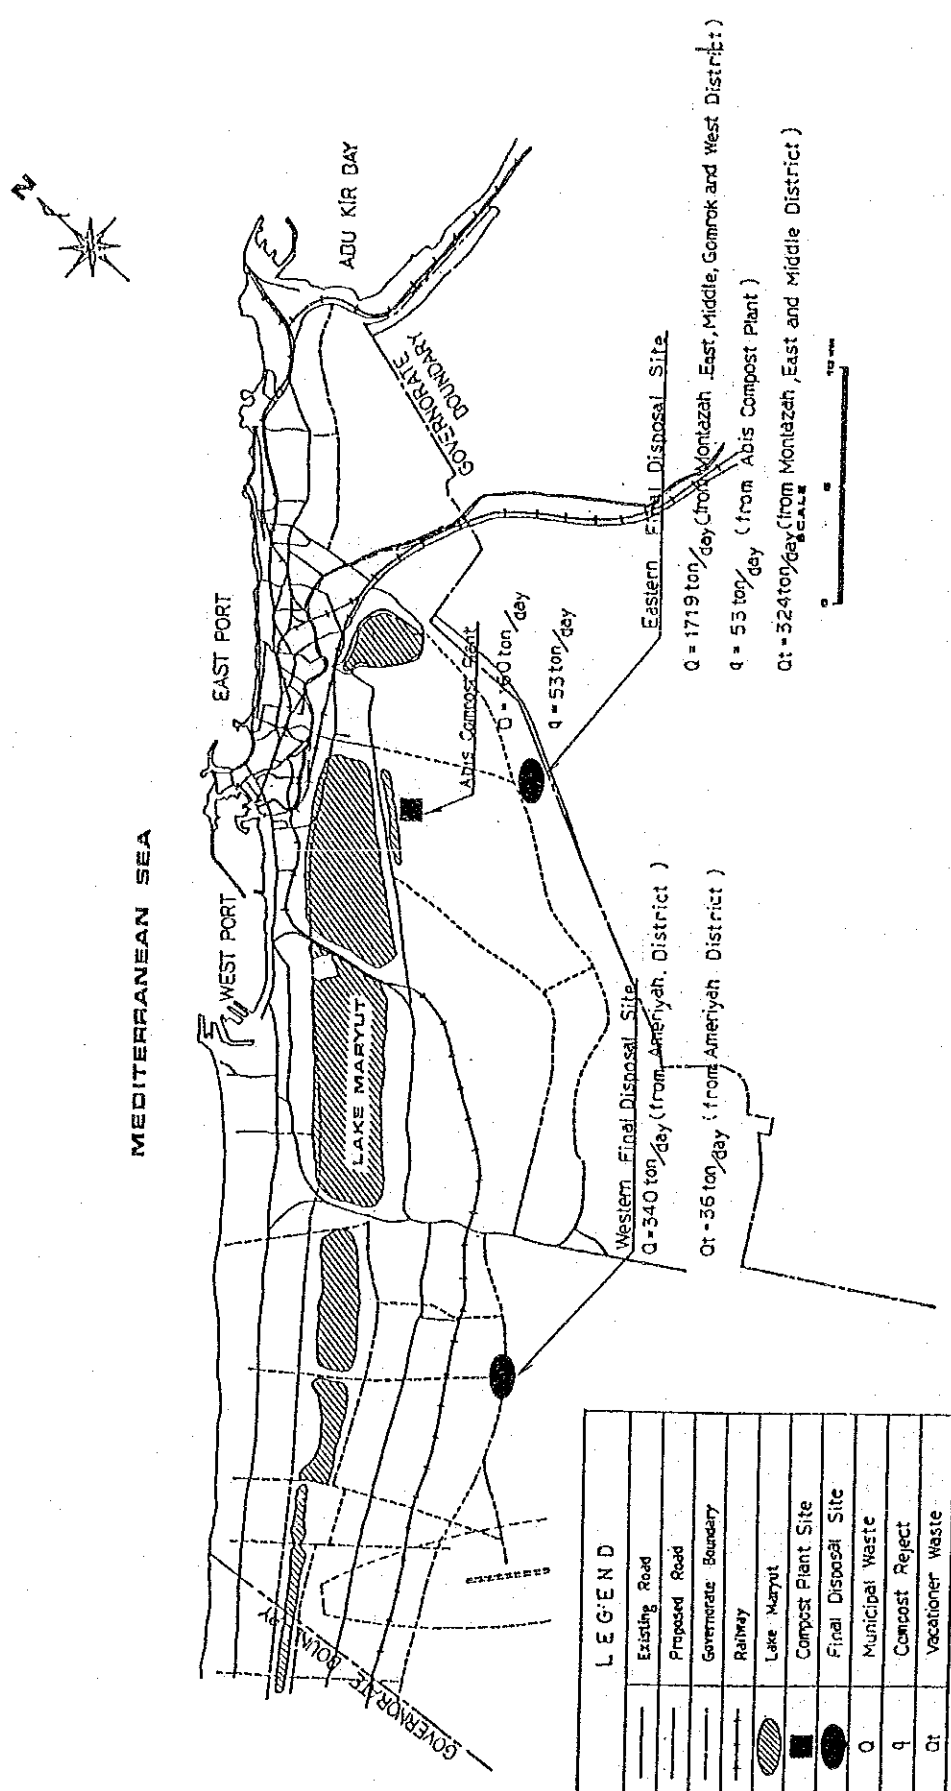 N
MEDITERRANEAN SEA
WEST PORT
EAST PORT
ABU KIR BAY
GOVERNORATE
BOUNDARY
LAKE MARYUT
Abis Compost Plant
ton/day
q = 53 ton/day
Eastern Final Disposal Site
Q = 1719 ton/day (from Montazah, East, Middle, Gomrok and West District)
q = 53 ton/day (from Abis Compost Plant)
Qt = 324 ton/day (from Montazah, East and Middle District)
0 5 10 km
SCALE
Western Final Disposal Site
Q = 340 ton/day (from Ameriyah District)
Qt = 36 ton/day (from Ameriyah District)
GOVERNORATE BOUNDARY
LEGEND
Existing Road
Proposed Road
Governorate Boundary
Railway
Lake Maryut
Compost Plant Site
Final Disposal Site
Q Municipal Waste
q Compost Reject
Qt Vacationer Waste